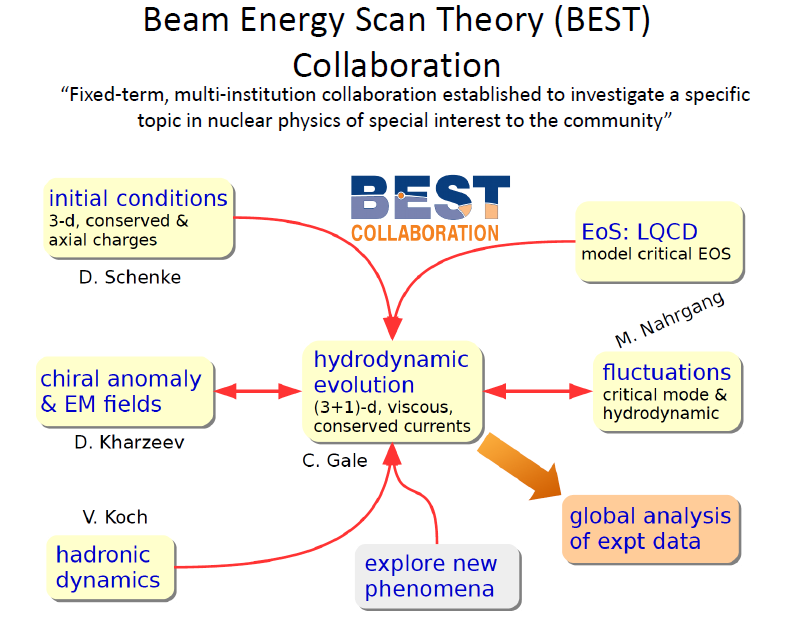 Beam Energy Scan Theory (BEST)
Collaboration
“Fixed-term, multi-institution collaboration established to investigate a specific
topic in nuclear physics of special interest to the community”
initial conditions
3-d, conserved &
axial charges
D. Schenke
BEST
COLLABORATION
EoS: LQCD
model critical EOS
M. Nahrgang
chiral anomaly
& EM fields
D. Kharzeev
hydrodynamic
evolution
(3+1)-d, viscous,
conserved currents
C. Gale
fluctuations
critical mode &
hydrodynamic
V. Koch
hadronic
dynamics
explore new
phenomena
global analysis
of expt data